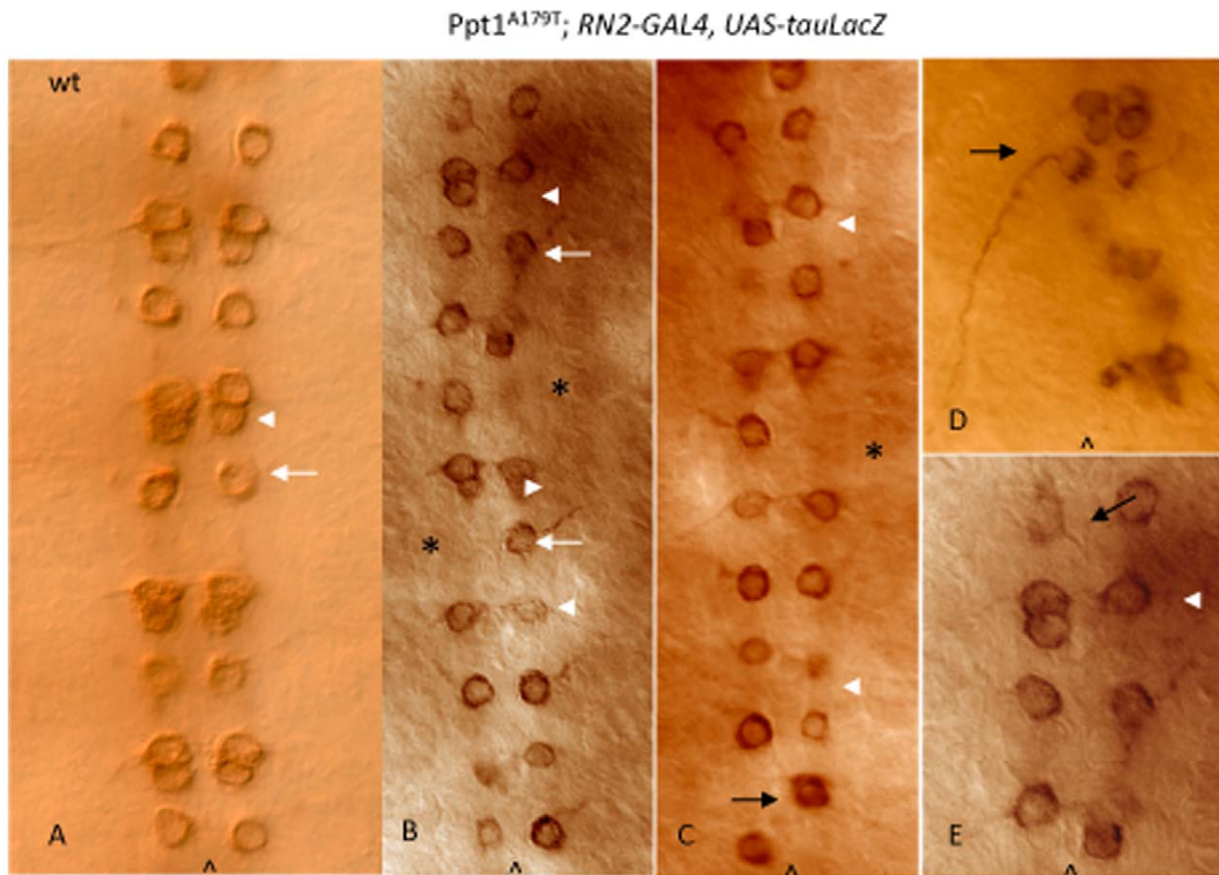 Ppt1A179T; RN2-GAL4, UAS-tauLacZ
wt
*
*
*
A
B
C
D
E
^
^
^
^
^